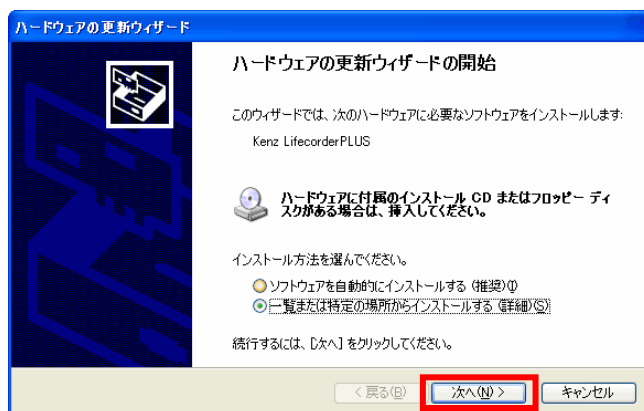 ハードウェアの更新ウィザード
ハードウェアの更新ウィザードの開始
このウィザードでは、次のハードウェアに必要なソフトウェアをインストールします:
Kenz LifecorderPLUS
ハードウェアに付属のインストール CD またはフロッピー ディ
スクがある場合は、挿入してください。
インストール方法を選んでください。
ソフトウェアを自動的にインストールする (推奨)(I)
一覧または特定の場所からインストールする (詳細)(S)
続行するには、[次へ] をクリックしてください。
< 戻る(B) 次へ(N) > キャンセル